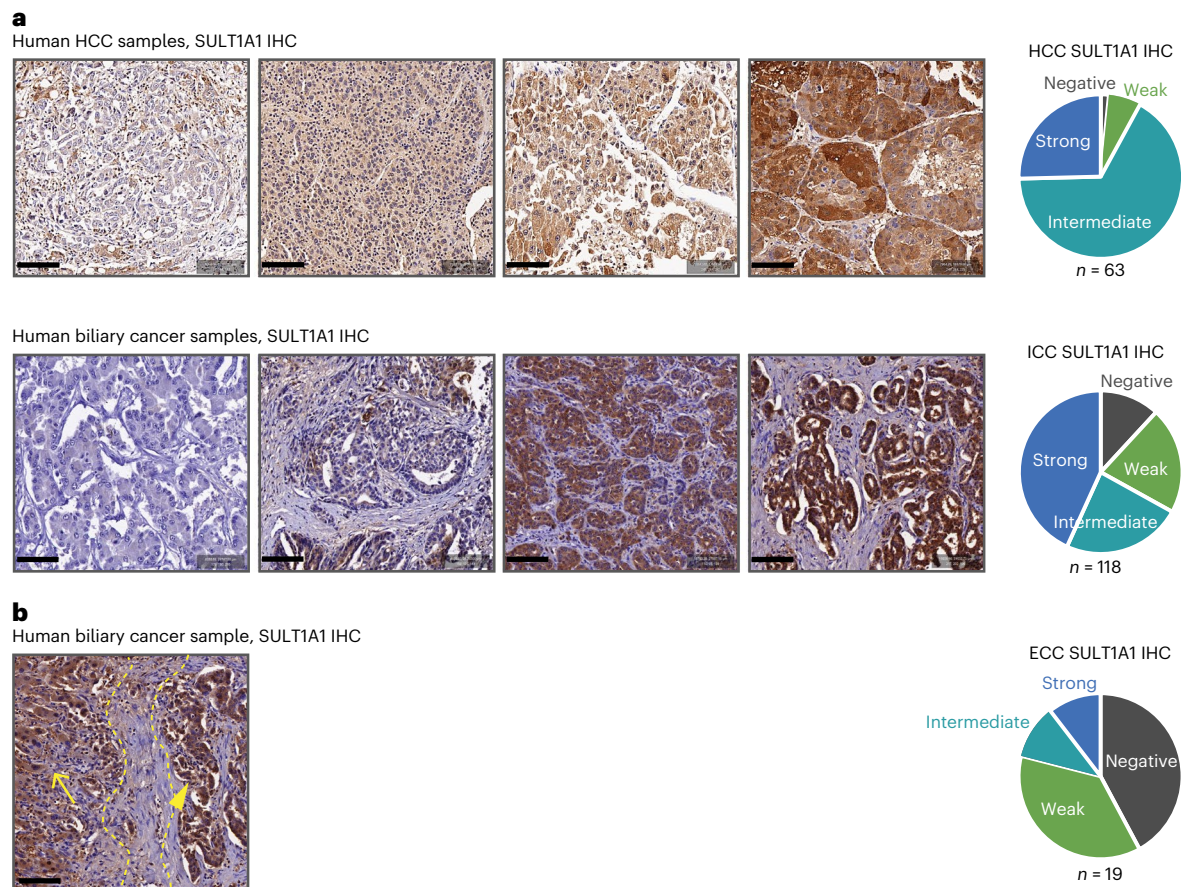 a
Human HCC samples, SULT1A1 IHC
HCC SULT1A1 IHC
Negative
Weak
Strong
Intermediate
n = 63
Human biliary cancer samples, SULT1A1 IHC
ICC SULT1A1 IHC
Negative
Strong
Weak
Intermediate
n = 118
b
Human biliary cancer sample, SULT1A1 IHC
ECC SULT1A1 IHC
Strong
Intermediate
Negative
Weak
n = 19